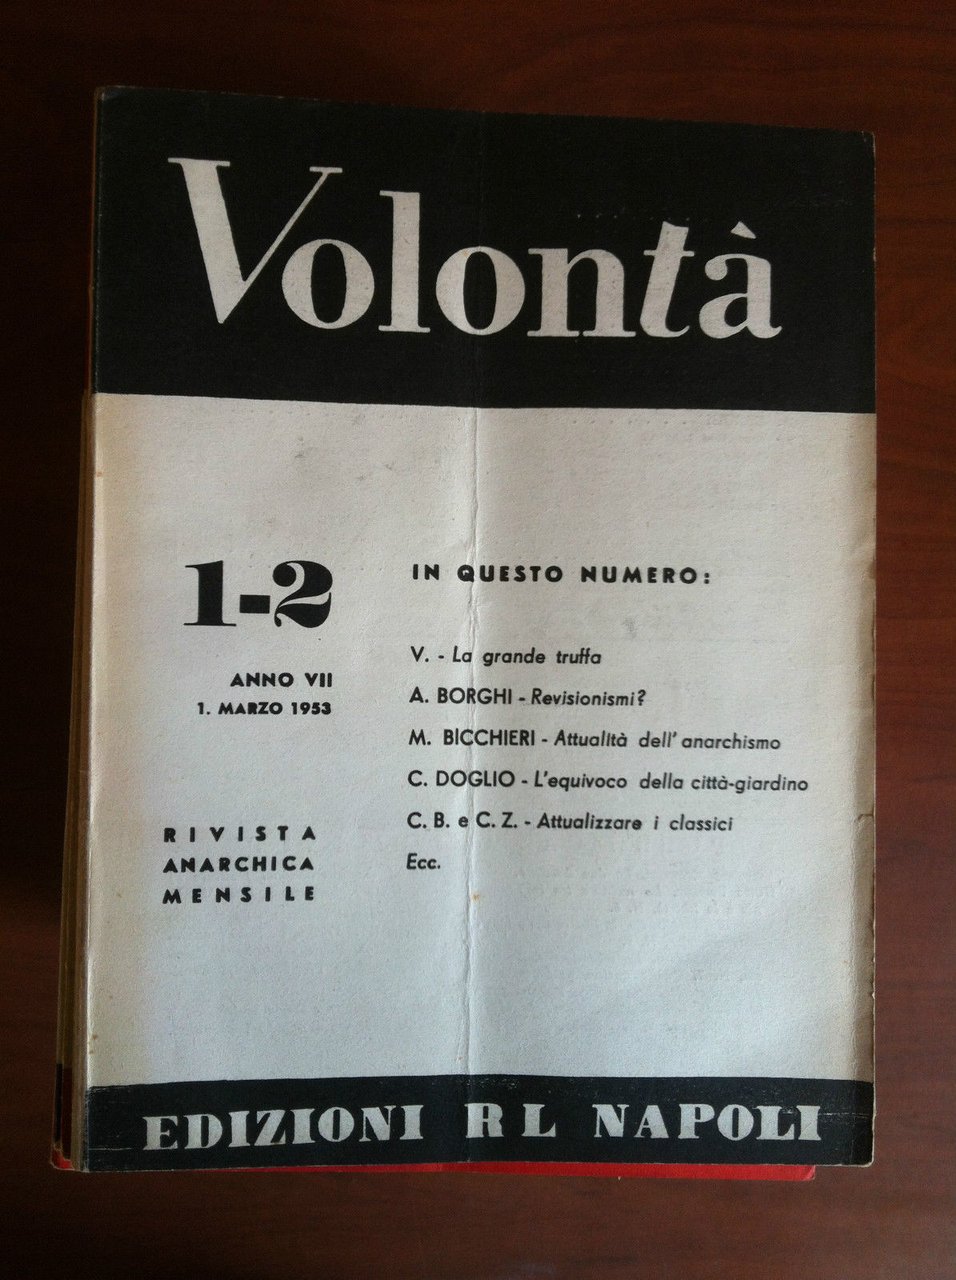 Volontà
1-2
ANNO VII
1. MARZO 1953
RIVISTA
ANARCHICA
MENSILE
IN QUESTO NUMERO:
V. - La grande truffa
A. BORGHI - Revisionismi?
M. BICCHIERI - Attualità dell'anarchismo
C. DOGLIO - L'equivoco della città-giardino
C. B. e C. Z. - Attualizzare i classici
Ecc.
EDIZIONI RL NAPOLI